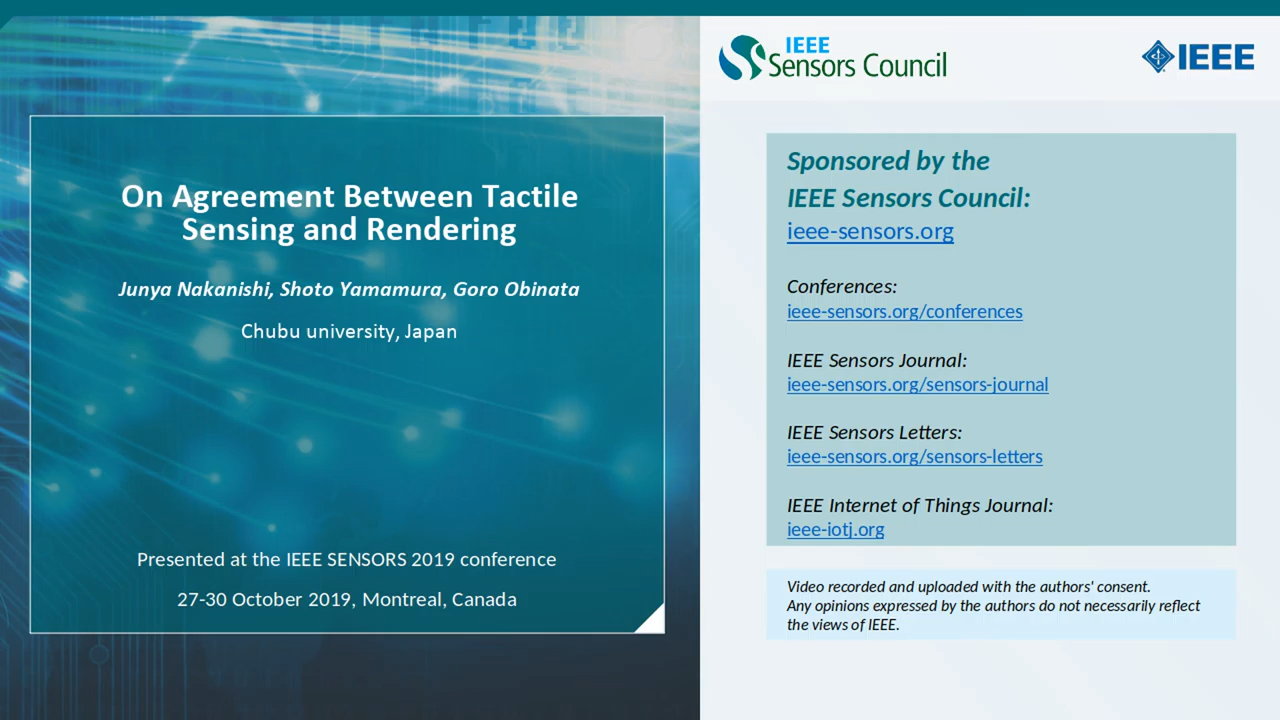 On Agreement Between Tactile
Sensing and Rendering
Junya Nakanishi, Shoto Yamamura, Goro Obinata
Chubu university, Japan
Presented at the IEEE SENSORS 2019 conference
27-30 October 2019, Montreal, Canada
IEEE
Sensors Council
IEEE
Sponsored by the
IEEE Sensors Council:
ieee-sensors.org
Conferences:
ieee-sensors.org/conferences
IEEE Sensors Journal:
ieee-sensors.org/sensors-journal
IEEE Sensors Letters:
ieee-sensors.org/sensors-letters
IEEE Internet of Things Journal:
ieee-iotj.org
Video recorded and uploaded with the authors' consent.
Any opinions expressed by the authors do not necessarily reflect
the views of IEEE.